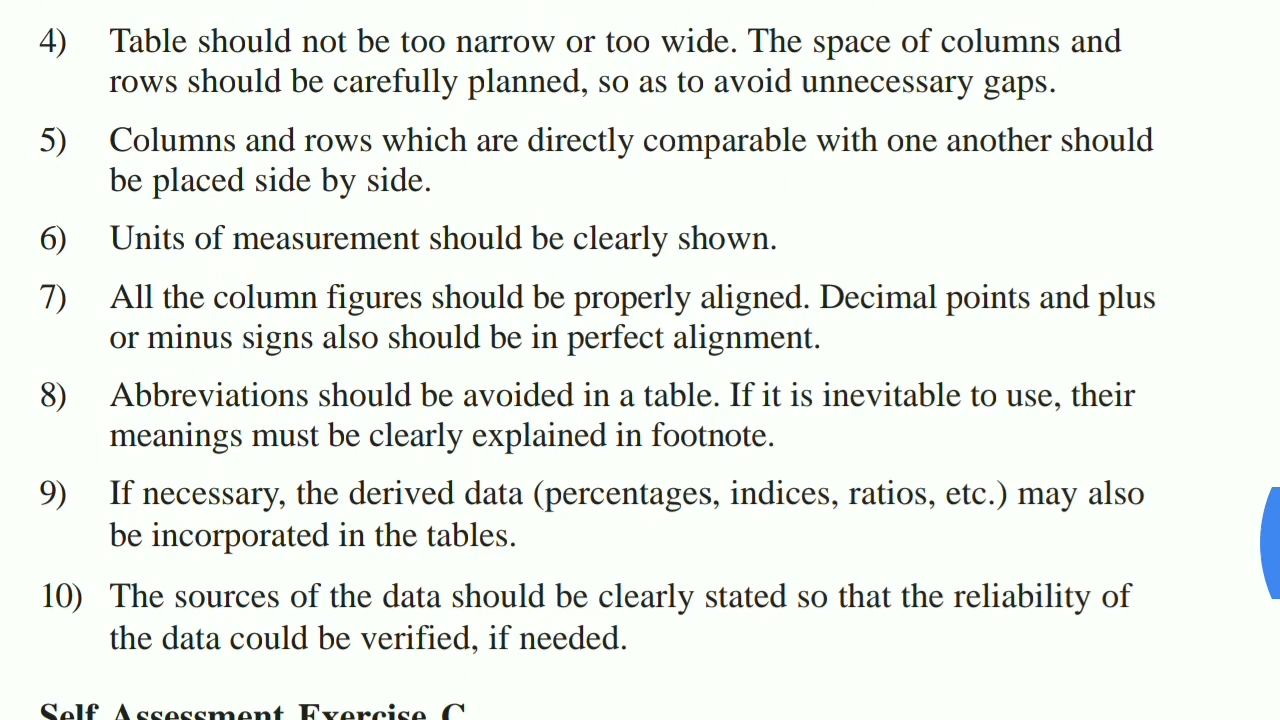 4) Table should not be too narrow or too wide. The space of columns and
rows should be carefully planned, so as to avoid unnecessary gaps.
5) Columns and rows which are directly comparable with one another should
be placed side by side.
6) Units of measurement should be clearly shown.
7) All the column figures should be properly aligned. Decimal points and plus
or minus signs also should be in perfect alignment.
8) Abbreviations should be avoided in a table. If it is inevitable to use, their
meanings must be clearly explained in footnote.
9) If necessary, the derived data (percentages, indices, ratios, etc.) may also
be incorporated in the tables.
10) The sources of the data should be clearly stated so that the reliability of
the data could be verified, if needed.
Self Assessment Exercise C